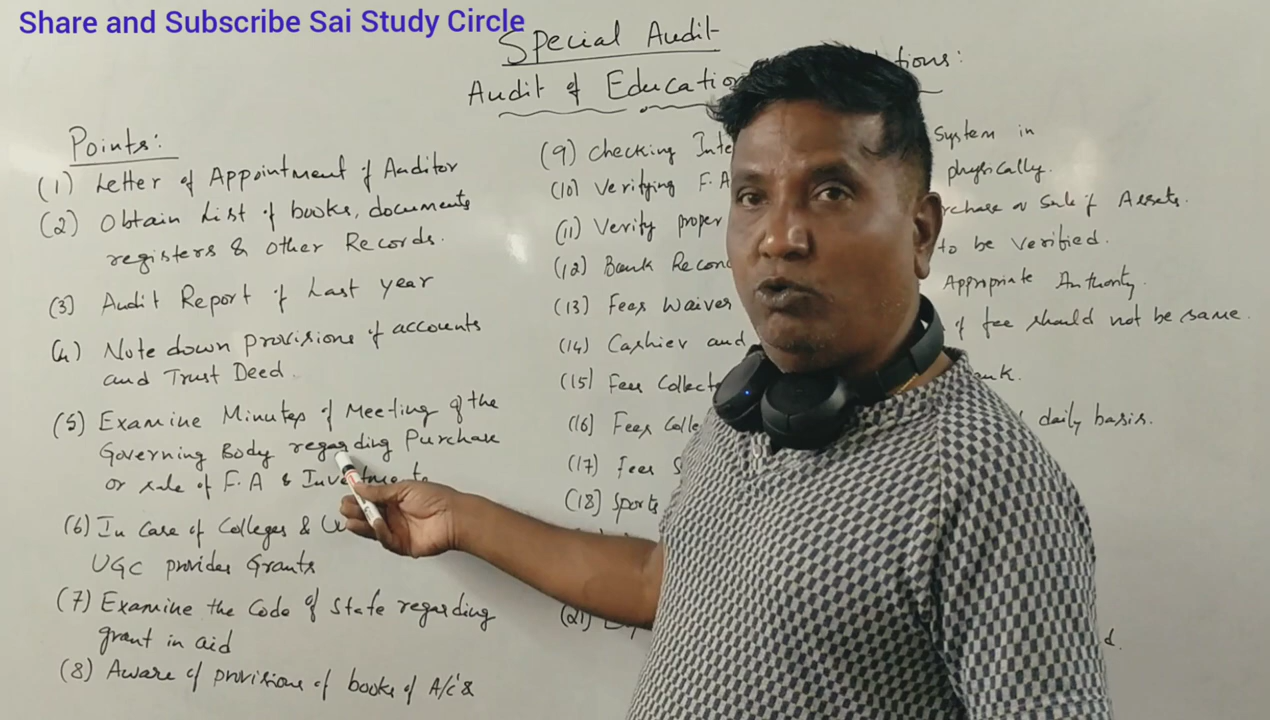 Share and Subscribe Sai Study Circle
Special Audit
Audit of Education
Points:
(1) Letter of Appointment of Auditor
(2) Obtain List of books, documents
registers & other Records.
(3) Audit Report of Last year
(4) Note down provisions of accounts
and Trust Deed.
(5) Examine Minutes of Meeting of the
Governing Body regarding Purchase
or sale of F.A &
(6) In Case of Colleges &
UGC provides Grants
(7) Examine the Code of State regarding
grant in aid
(8) Aware of provisions of books of A/c's &
(9) Checking System in
(10) Verifying F.A physically.
(11) Verify proper or Sale of Assets.
(12) Bank to be verified.
(13) Fees Waiver Appropriate Authority.
(14) Cashier and of fee should not be same.
(15) Fees
(16) Fees daily basis.
(17) Fees
(18) Sports
(21)